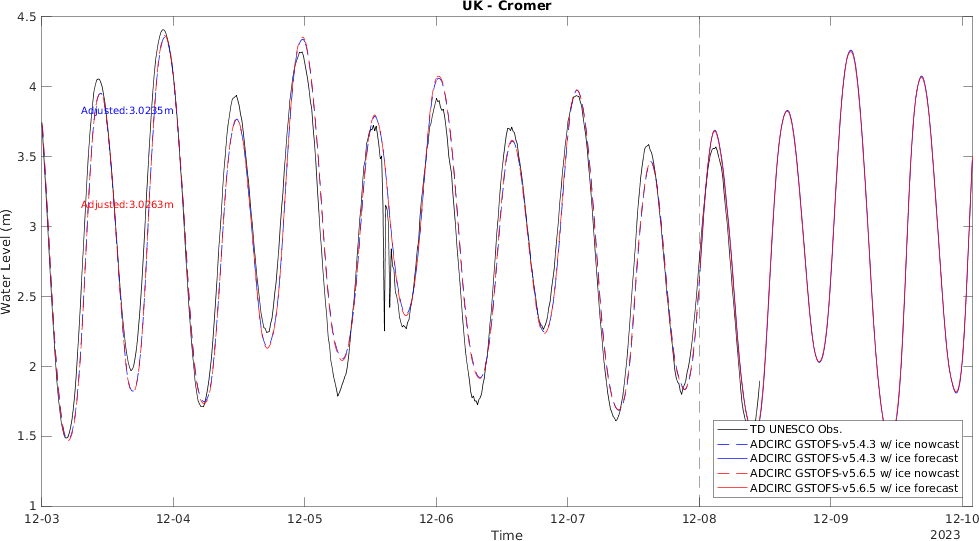 UK - Cromer
4.5
4
3.5
3
2.5
2
1.5
1
Water Level (m)
Adjusted:3.0235m
Adjusted:3.0263m
TD UNESCO Obs.
ADCIRC GSTOFS-v5.4.3 w/ ice nowcast
ADCIRC GSTOFS-v5.4.3 w/ ice forecast
ADCIRC GSTOFS-v5.6.5 w/ ice nowcast
ADCIRC GSTOFS-v5.6.5 w/ ice forecast
12-03 12-04 12-05 12-06 12-07 12-08 12-09 12-10
Time
2023